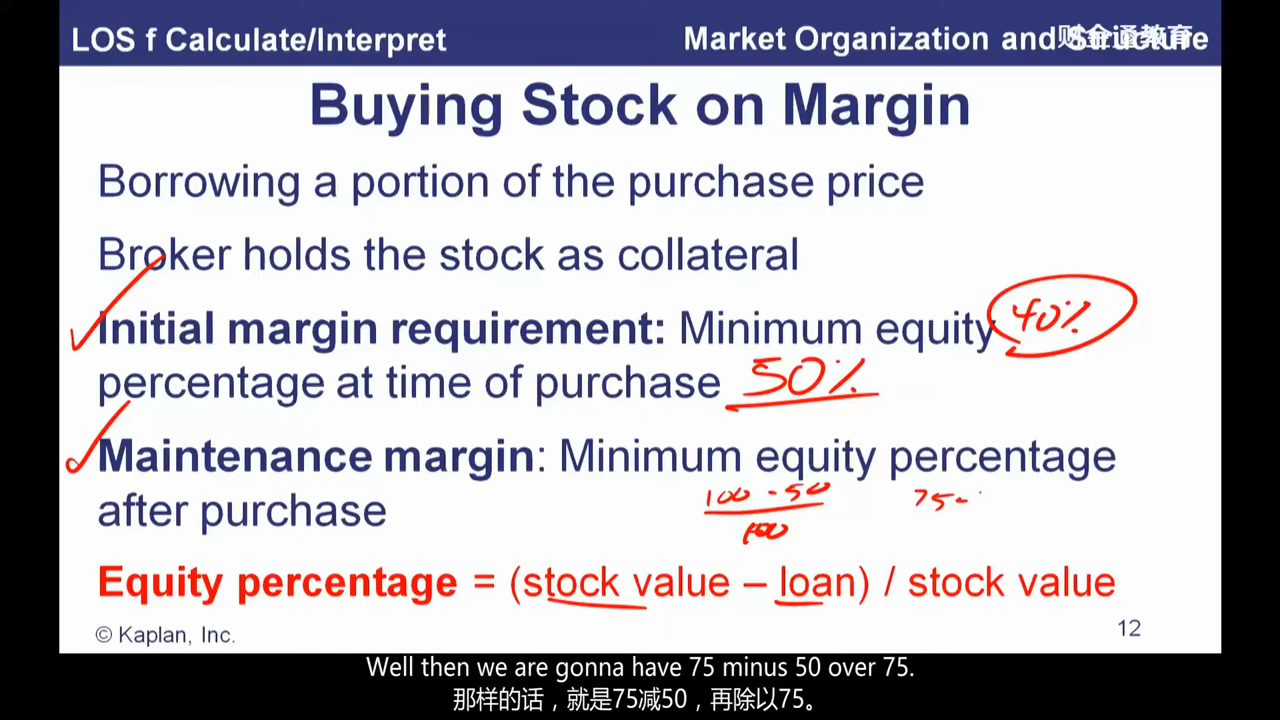 LOS f Calculate/Interpret
Market Organization and Structure
财金通教育
Buying Stock on Margin
Borrowing a portion of the purchase price
Broker holds the stock as collateral
Initial margin requirement: Minimum equity 40%
percentage at time of purchase 50%
Maintenance margin: Minimum equity percentage
after purchase
100 - 50
100
75-
Equity percentage = (stock value – loan) / stock value
© Kaplan, Inc.
12
Well then we are gonna have 75 minus 50 over 75.
那样的话，就是75减50，再除以75。